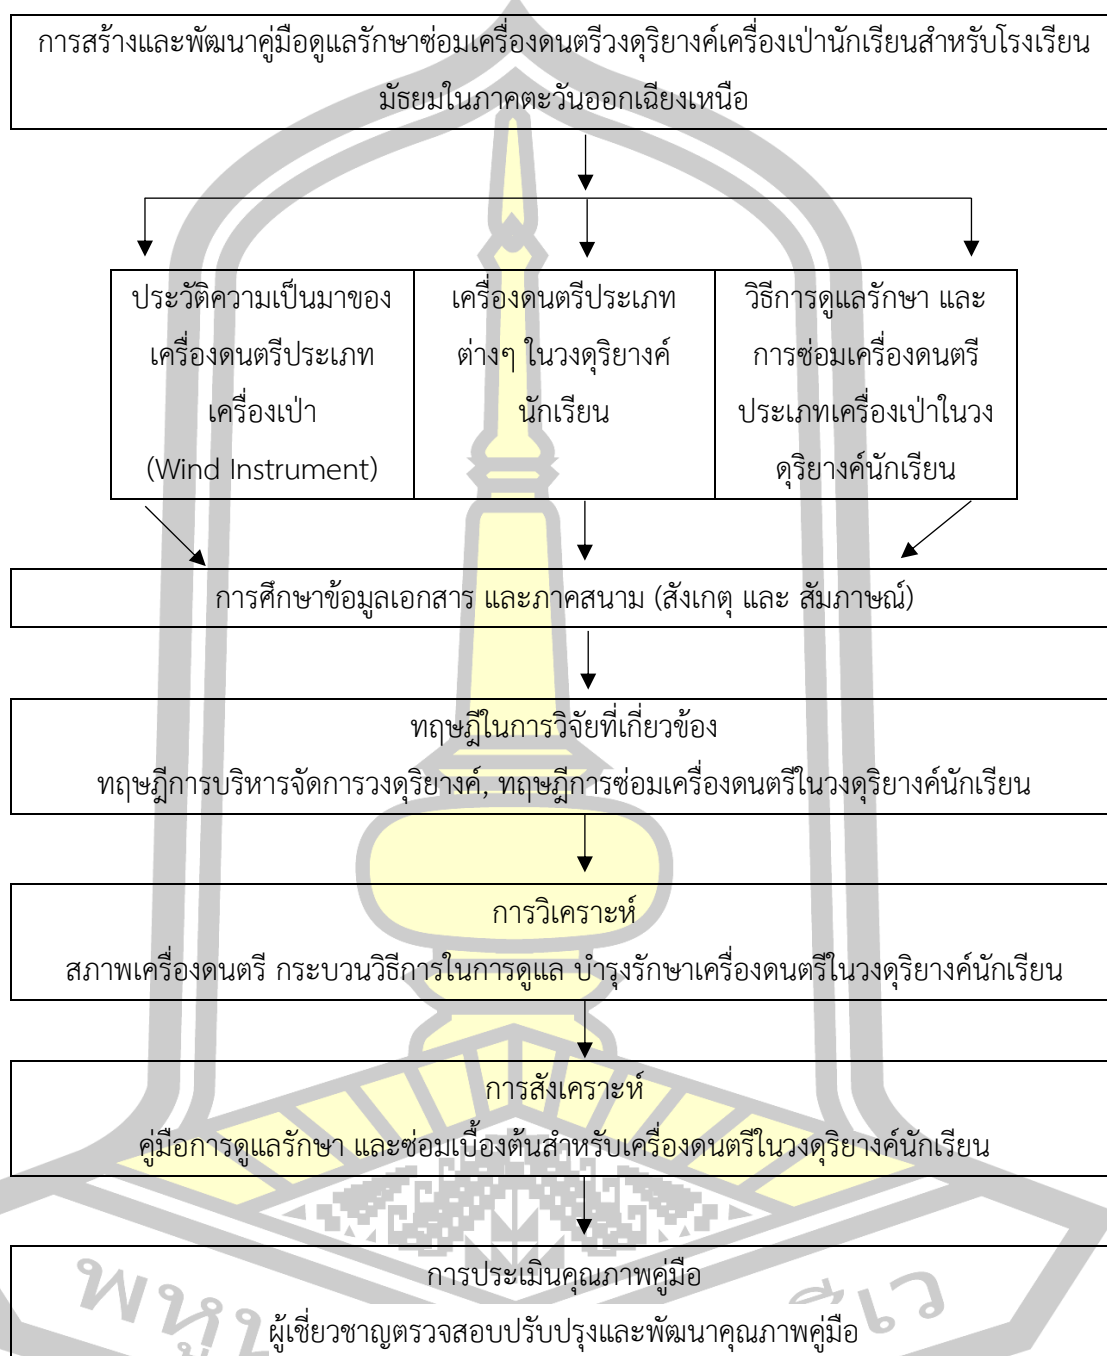 การสร้างและพัฒนาคู่มือดูแลรักษาซ่อมเครื่องดนตรีวงดุริยางค์เครื่องเป่านักเรียนสำหรับโรงเรียน
มัธยมในภาคตะวันออกเฉียงเหนือ
ประวัติความเป็นมาของ
เครื่องดนตรีประเภท
เครื่องเป่า
(Wind Instrument)
เครื่องดนตรีประเภท
ต่างๆ ในวงดุริยางค์
นักเรียน
วิธีการดูแลรักษา และ
การซ่อมเครื่องดนตรี
ประเภทเครื่องเป่าในวง
ดุริยางค์นักเรียน
การศึกษาข้อมูลเอกสาร และภาคสนาม (สังเกตุ และ สัมภาษณ์)
ทฤษฎีในการวิจัยที่เกี่ยวข้อง
ทฤษฎีการบริหารจัดการวงดุริยางค์, ทฤษฎีการซ่อมเครื่องดนตรีในวงดุริยางค์นักเรียน
การวิเคราะห์
สภาพเครื่องดนตรี กระบวนวิธีการในการดูแล บำรุงรักษาเครื่องดนตรีในวงดุริยางค์นักเรียน
การสังเคราะห์
คู่มือการดูแลรักษา และซ่อมเบื้องต้นสำหรับเครื่องดนตรีในวงดุริยางค์นักเรียน
การประเมินคุณภาพคู่มือ
ผู้เชี่ยวชาญตรวจสอบปรับปรุงและพัฒนาคุณภาพคู่มือ